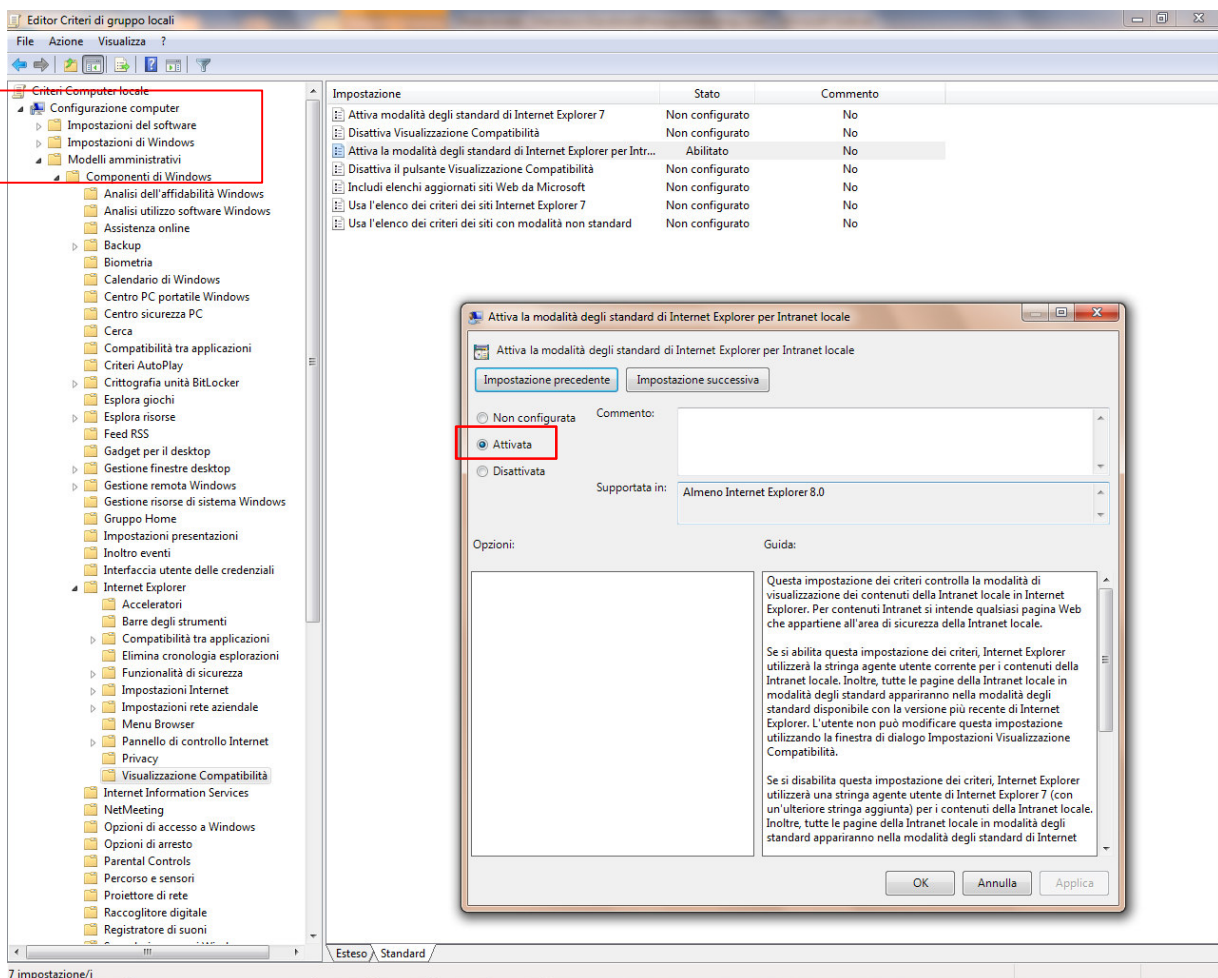 Editor Criteri di gruppo locali
File Azione Visualizza ?
Criteri Computer locale
Configurazione computer
Impostazioni del software
Impostazioni di Windows
Modelli amministrativi
Componenti di Windows
Analisi dell'affidabilità Windows
Analisi utilizzo software Windows
Assistenza online
Backup
Biometria
Calendario di Windows
Centro PC portatile Windows
Centro sicurezza PC
Cerca
Compatibilità tra applicazioni
Criteri AutoPlay
Crittografia unità BitLocker
Esplora giochi
Esplora risorse
Feed RSS
Gadget per il desktop
Gestione finestre desktop
Gestione remota Windows
Gestione risorse di sistema Windows
Gruppo Home
Impostazioni presentazioni
Inoltro eventi
Interfaccia utente delle credenziali
Internet Explorer
Acceleratori
Barre degli strumenti
Compatibilità tra applicazioni
Elimina cronologia esplorazioni
Funzionalità di sicurezza
Impostazioni Internet
Impostazioni rete aziendale
Menu Browser
Pannello di controllo Internet
Privacy
Visualizzazione Compatibilità
Internet Information Services
NetMeeting
Opzioni di accesso a Windows
Opzioni di arresto
Parental Controls
Percorso e sensori
Proiettore di rete
Raccoglitore digitale
Registratore di suoni
Impostazione Stato Commento
Attiva modalità degli standard di Internet Explorer 7 Non configurato No
Disattiva Visualizzazione Compatibilità Non configurato No
Attiva la modalità degli standard di Internet Explorer per Intr... Abilitato No
Disattiva il pulsante Visualizzazione Compatibilità Non configurato No
Includi elenchi aggiornati siti Web da Microsoft Non configurato No
Usa l'elenco dei criteri dei siti Internet Explorer 7 Non configurato No
Usa l'elenco dei criteri dei siti con modalità non standard Non configurato No
Attiva la modalità degli standard di Internet Explorer per Intranet locale
Attiva la modalità degli standard di Internet Explorer per Intranet locale
Impostazione precedente Impostazione successiva
Non configurata Commento:
Attivata
Disattivata
Supportata in: Almeno Internet Explorer 8.0
Opzioni: Guida:
Questa impostazione dei criteri controlla la modalità di
visualizzazione dei contenuti della Intranet locale in Internet
Explorer. Per contenuti Intranet si intende qualsiasi pagina Web
che appartiene all'area di sicurezza della Intranet locale.
Se si abilita questa impostazione dei criteri, Internet Explorer
utilizzerà la stringa agente utente corrente per i contenuti della
Intranet locale. Inoltre, tutte le pagine della Intranet locale in
modalità degli standard appariranno nella modalità degli
standard disponibile con la versione più recente di Internet
Explorer. L'utente non può modificare questa impostazione
utilizzando la finestra di dialogo Impostazioni Visualizzazione
Compatibilità.
Se si disabilita questa impostazione dei criteri, Internet Explorer
utilizzerà una stringa agente utente di Internet Explorer 7 (con
un'ulteriore stringa aggiunta) per i contenuti della Intranet locale.
Inoltre, tutte le pagine della Intranet locale in modalità degli
standard appariranno nella modalità degli standard di Internet
OK Annulla Applica
Esteso Standard
7 impostazione/i